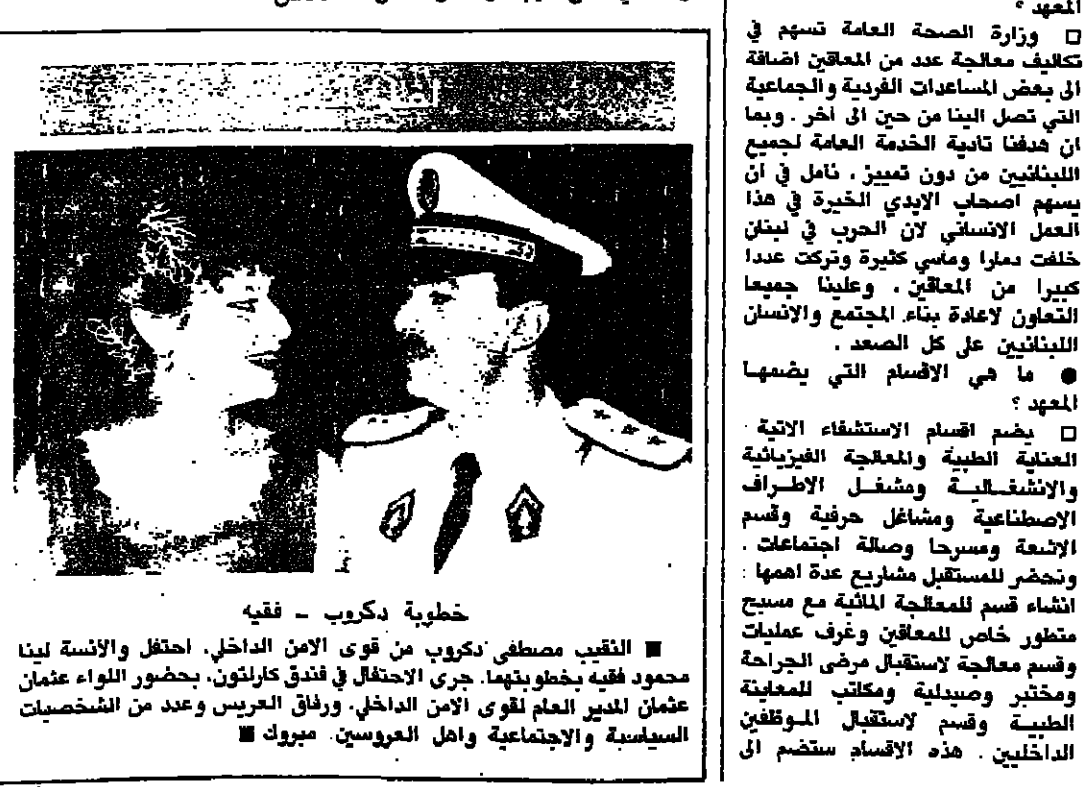 المعهد ؟
□ وزارة الصحة العامة تسهم في
تكاليف معالجة عدد من المعاقين اضافة
الى بعض المساعدات الفردية والجماعية
التي تصل الينا من حين الى آخر . وبما
ان هدفنا تادية الخدمة العامة لجميع
اللبنانيين من دون تمييز ، نامل في ان
يسهم اصحاب الايدي الخيرة في هذا
العمل الانساني لان الحرب في لبنان
خلفت دمارا وماسي كثيرة وتركت عددا
كبيرا من المعاقين ، وعلينا جميعا
التعاون لاعادة بناء المجتمع والانسان
اللبنانيين على كل الصعد .
● ما هي الاقسام التي يضمها
المعهد ؟
□ يضم اقسام الاستشفاء الاتية
العناية الطبية والمعالجة الفيزيائية
والانشغالية ومشغل الاطراف
الاصطناعية ومشاغل حرفية وقسم
الاشعة ومسرحا وصالة اجتماعات .
ونحضر للمستقبل مشاريع عدة اهمها :
انشاء قسم للمعالجة المائية مع مسبح
متطور خاص للمعاقين وغرف عمليات
وقسم معالجة لاستقبال مرضى الجراحة
ومختبر وصيدلية ومكاتب للمعاينة
الطبية وقسم لاستقبال الموظفين
الداخليين . هذه الاقسام ستضم الى
خطوبة دكروب ــ فقيه
■ النقيب مصطفى دكروب من قوى الامن الداخلي، احتفل والآنسة لينا
محمود فقيه بخطوبتهما. جرى الاحتفال في فندق كارلتون، بحضور اللواء عثمان
عثمان المدير العام لقوى الامن الداخلي، ورفاق العريس وعدد من الشخصيات
السياسية والاجتماعية واهل العروسين. مبروك ■